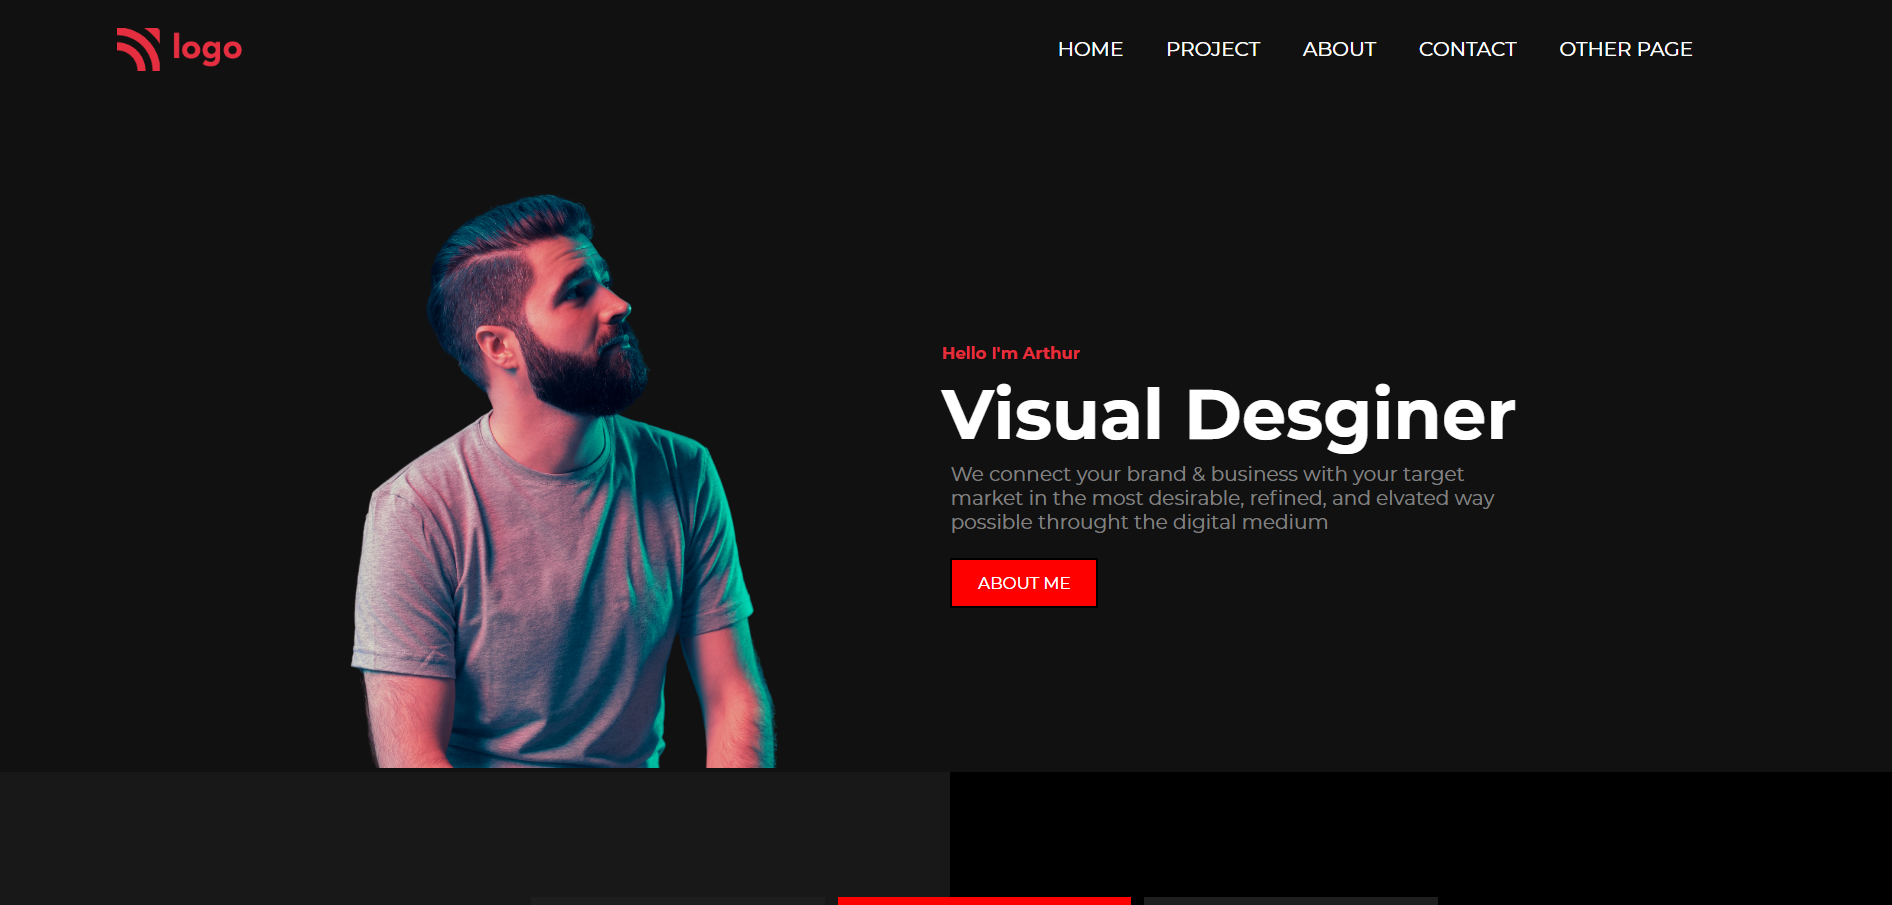 logo
HOME PROJECT ABOUT CONTACT OTHER PAGE
Hello I'm Arthur
Visual Desginer
We connect your brand & business with your target
market in the most desirable, refined, and elvated way
possible throught the digital medium
ABOUT ME